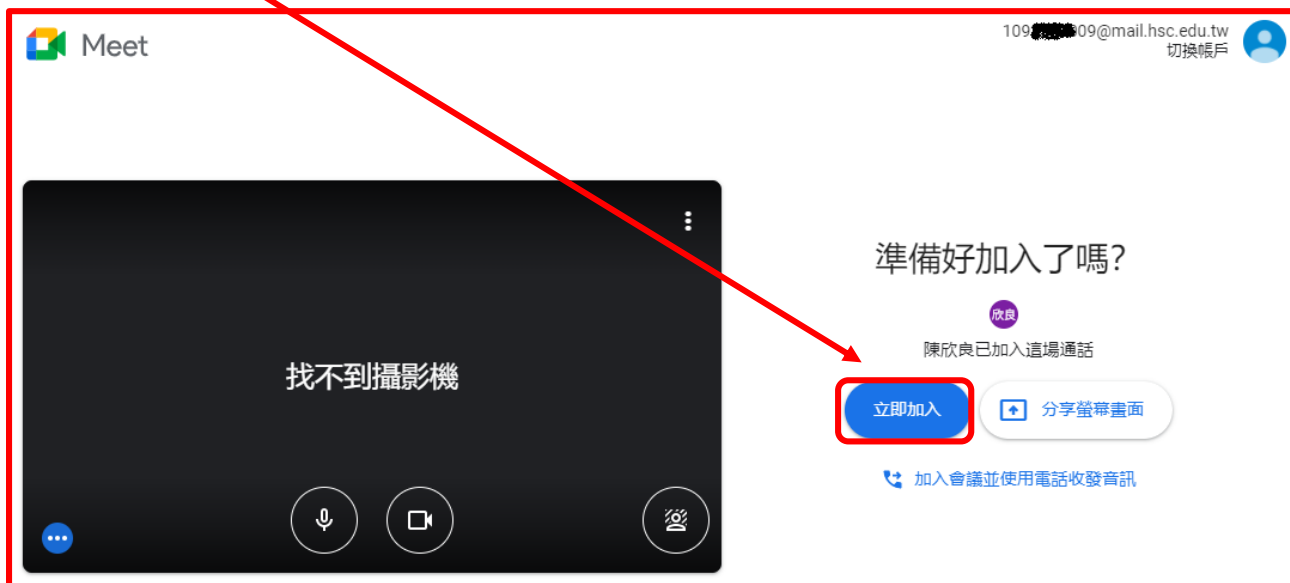 Meet
109 09@mail.hsc.edu.tw
切換帳戶
找不到攝影機
準備好加入了嗎?
欣良
陳欣良已加入這場通話
立即加入
分享螢幕畫面
加入會議並使用電話收發音訊